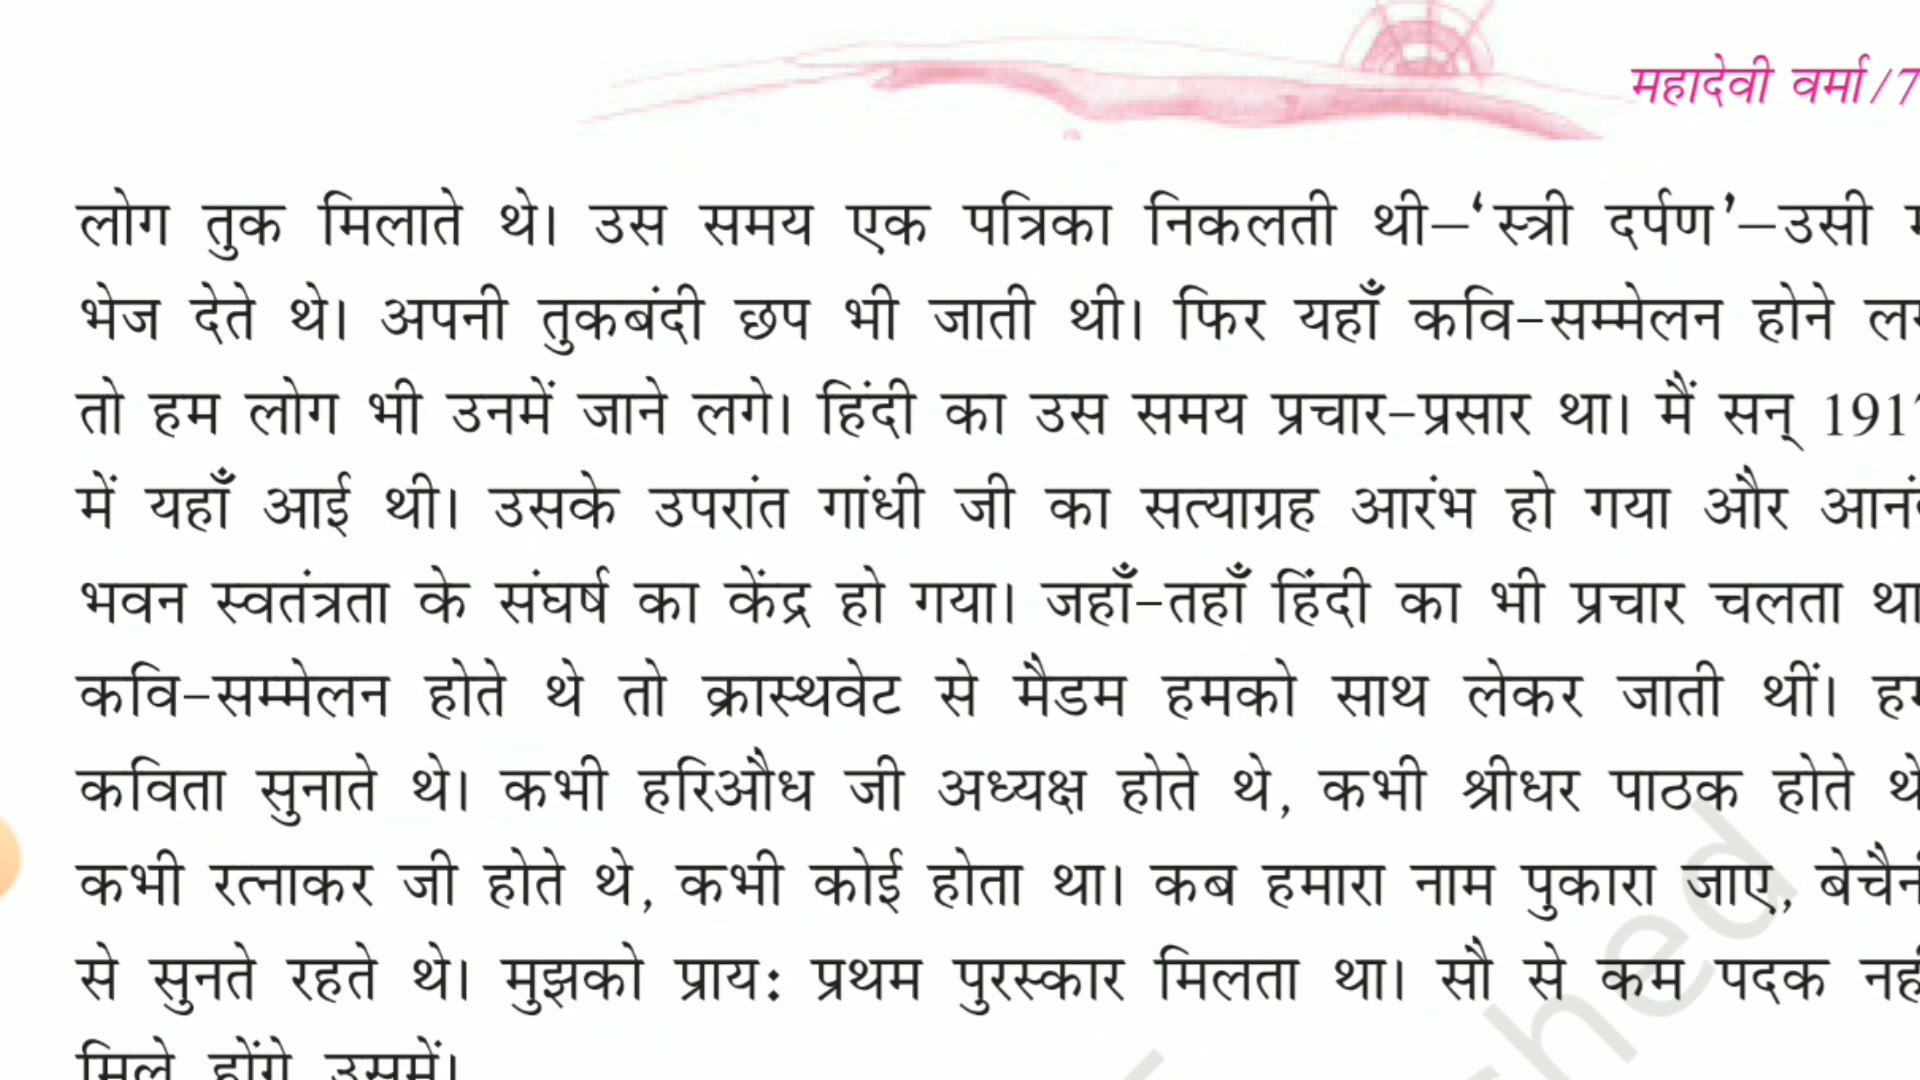 महादेवी वर्मा/7
लोग तुक मिलाते थे। उस समय एक पत्रिका निकलती थी–‘स्त्री दर्पण’–उसी
भेज देते थे। अपनी तुकबंदी छप भी जाती थी। फिर यहाँ कवि-सम्मेलन होने
तो हम लोग भी उनमें जाने लगे। हिंदी का उस समय प्रचार-प्रसार था। मैं सन् 191
में यहाँ आई थी। उसके उपरांत गांधी जी का सत्याग्रह आरंभ हो गया और
भवन स्वतंत्रता के संघर्ष का केंद्र हो गया। जहाँ-तहाँ हिंदी का भी प्रचार चलता था
कवि-सम्मेलन होते थे तो क्रास्थवेट से मैडम हमको साथ लेकर जाती थीं।
कविता सुनाते थे। कभी हरिऔध जी अध्यक्ष होते थे, कभी श्रीधर पाठक होते थे
कभी रत्नाकर जी होते थे, कभी कोई होता था। कब हमारा नाम पुकारा जाए, बेचैनी
से सुनते रहते थे। मुझको प्राय: प्रथम पुरस्कार मिलता था। सौ से कम पदक
मिले होंगे उसमें।